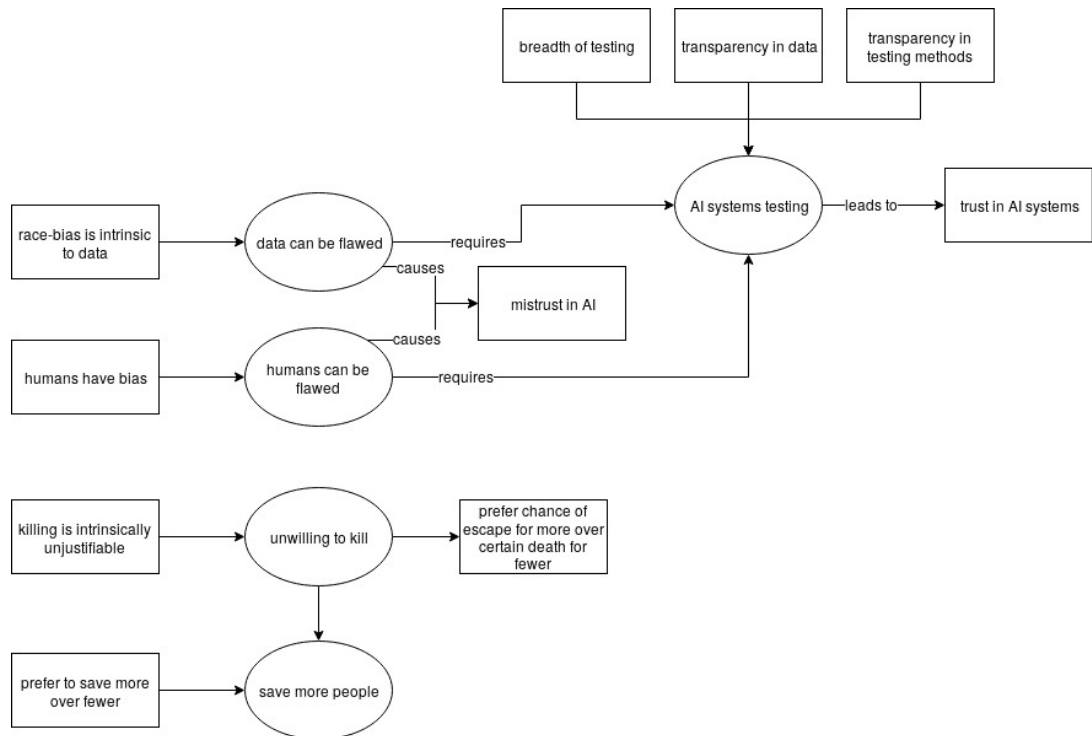 breadth of testing
transparency in data
transparency in
testing methods
AI systems testing
leads to
trust in AI systems
race-bias is intrinsic
to data
data can be flawed
requires
causes
mistrust in AI
causes
humans have bias
humans can be
flawed
requires
killing is intrinsically
unjustifiable
unwilling to kill
prefer chance of
escape for more over
certain death for
fewer
prefer to save more
over fewer
save more people